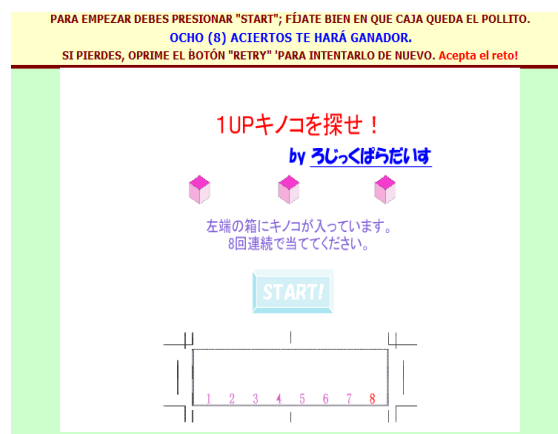 PARA EMPEZAR DEBES PRESIONAR "START"; FÍJATE BIEN EN QUE CAJA QUEDA EL POLLITO.
OCHO (8) ACIERTOS TE HARÁ GANADOR.
SI PIERDES, OPRIME EL BOTÓN "RETRY" 'PARA INTENTARLO DE NUEVO. Acepta el reto!
1UPキノコを探せ！
by ろじっくぱらだいす
左端の箱にキノコが入っています。
8回連続で当ててください。
START!
1 2 3 4 5 6 7 8